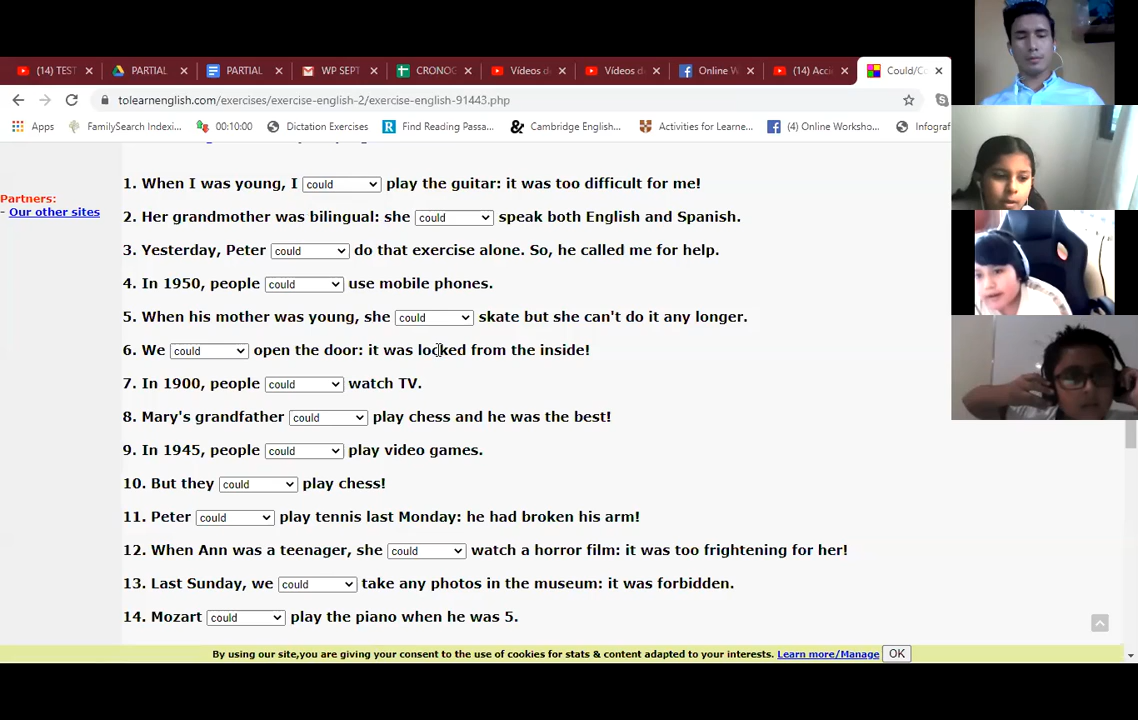 (14) TEST PARTIAL PARTIAL WP SEPT CRONOG Vídeos d Vídeos d Online W (14) Acci Could/C
tolearnenglish.com/exercises/exercise-english-2/exercise-english-91443.php
Apps FamilySearch Indexi... 00:10:00 Dictation Exercises Find Reading Passa... Cambridge English,... Activities for Learne... (4) Online Worksho... Infograf
Partners:
- Our other sites
1. When I was young, I could play the guitar: it was too difficult for me!
2. Her grandmother was bilingual: she could speak both English and Spanish.
3. Yesterday, Peter could do that exercise alone. So, he called me for help.
4. In 1950, people could use mobile phones.
5. When his mother was young, she could skate but she can't do it any longer.
6. We could open the door: it was locked from the inside!
7. In 1900, people could watch TV.
8. Mary's grandfather could play chess and he was the best!
9. In 1945, people could play video games.
10. But they could play chess!
11. Peter could play tennis last Monday: he had broken his arm!
12. When Ann was a teenager, she could watch a horror film: it was too frightening for her!
13. Last Sunday, we could take any photos in the museum: it was forbidden.
14. Mozart could play the piano when he was 5.
By using our site,you are giving your consent to the use of cookies for stats & content adapted to your interests. Learn more/Manage OK